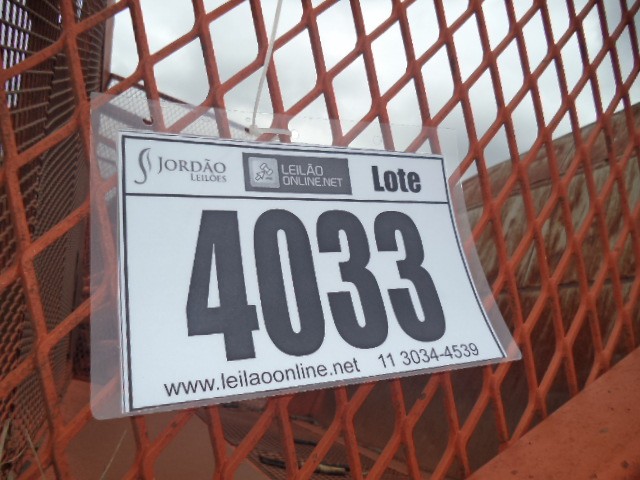 JORDÃO
LEILÕES
LEILÃO
ONLINE.NET
Lote
4033
www.leilaoonline.net 11 3034-4539